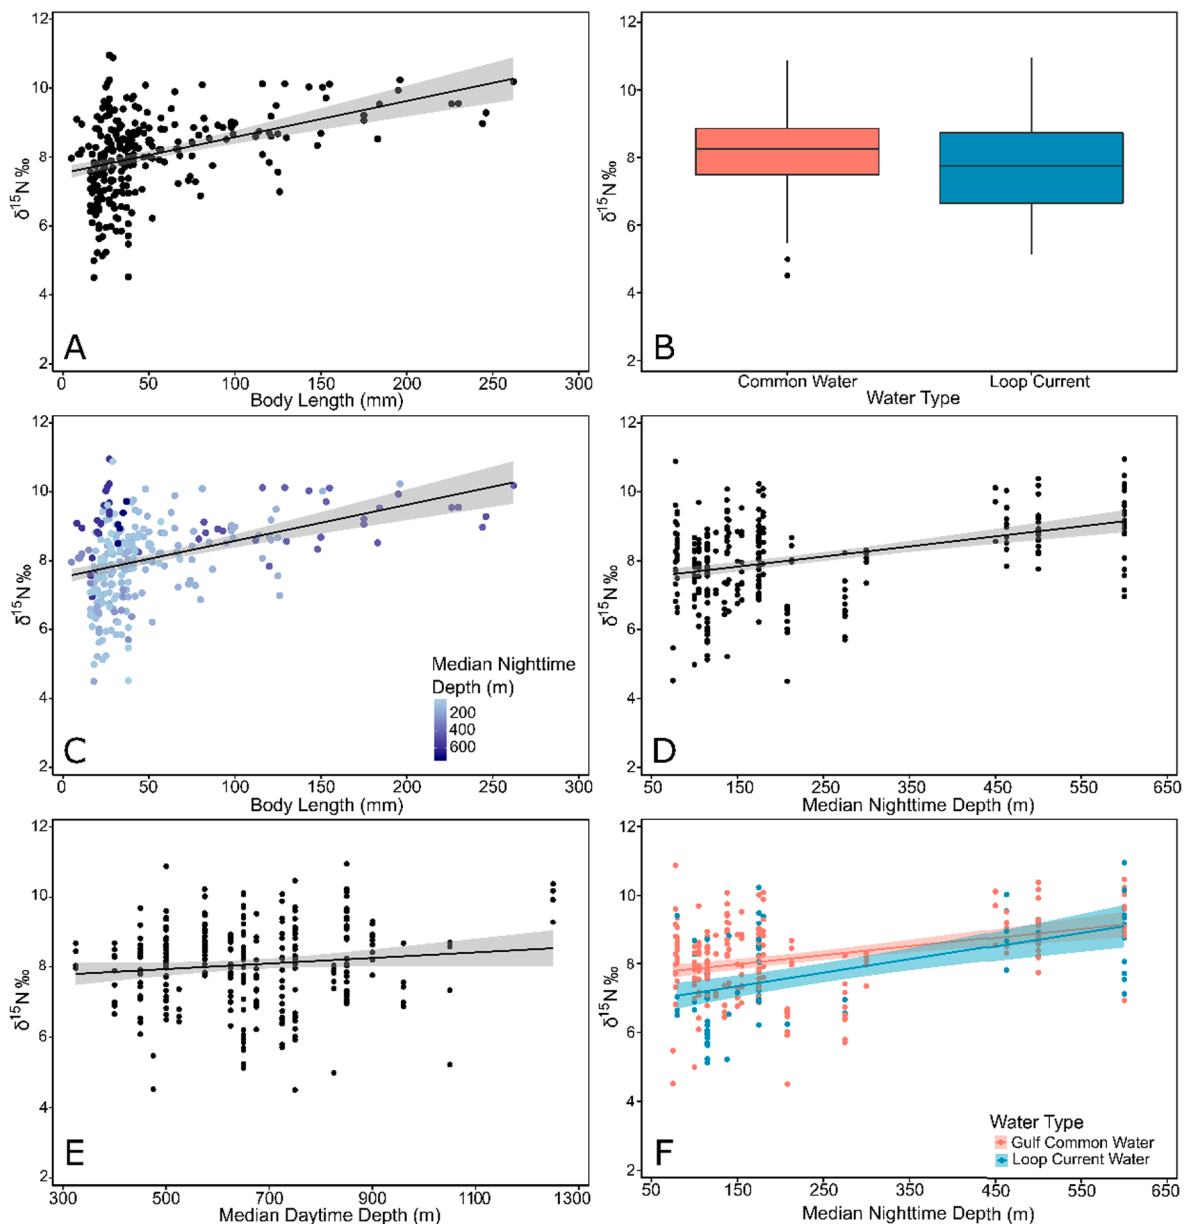 12
10
8
6
4
2
δ15N ‰
A
0 50 100 150 200 250 300
Body Length (mm)
12
10
8
6
4
2
δ15N ‰
B
Common Water Loop Current
Water Type
12
10
8
6
4
2
δ15N ‰
C
Median Nighttime
Depth (m)
200
400
600
0 50 100 150 200 250 300
Body Length (mm)
12
10
8
6
4
2
δ15N ‰
D
50 150 250 350 450 550 650
Median Nighttime Depth (m)
12
10
8
6
4
2
δ15N ‰
E
300 500 700 900 1100 1300
Median Daytime Depth (m)
12
10
8
6
4
2
δ15N ‰
F
Water Type
Gulf Common Water
Loop Current Water
50 150 250 350 450 550 650
Median Nighttime Depth (m)